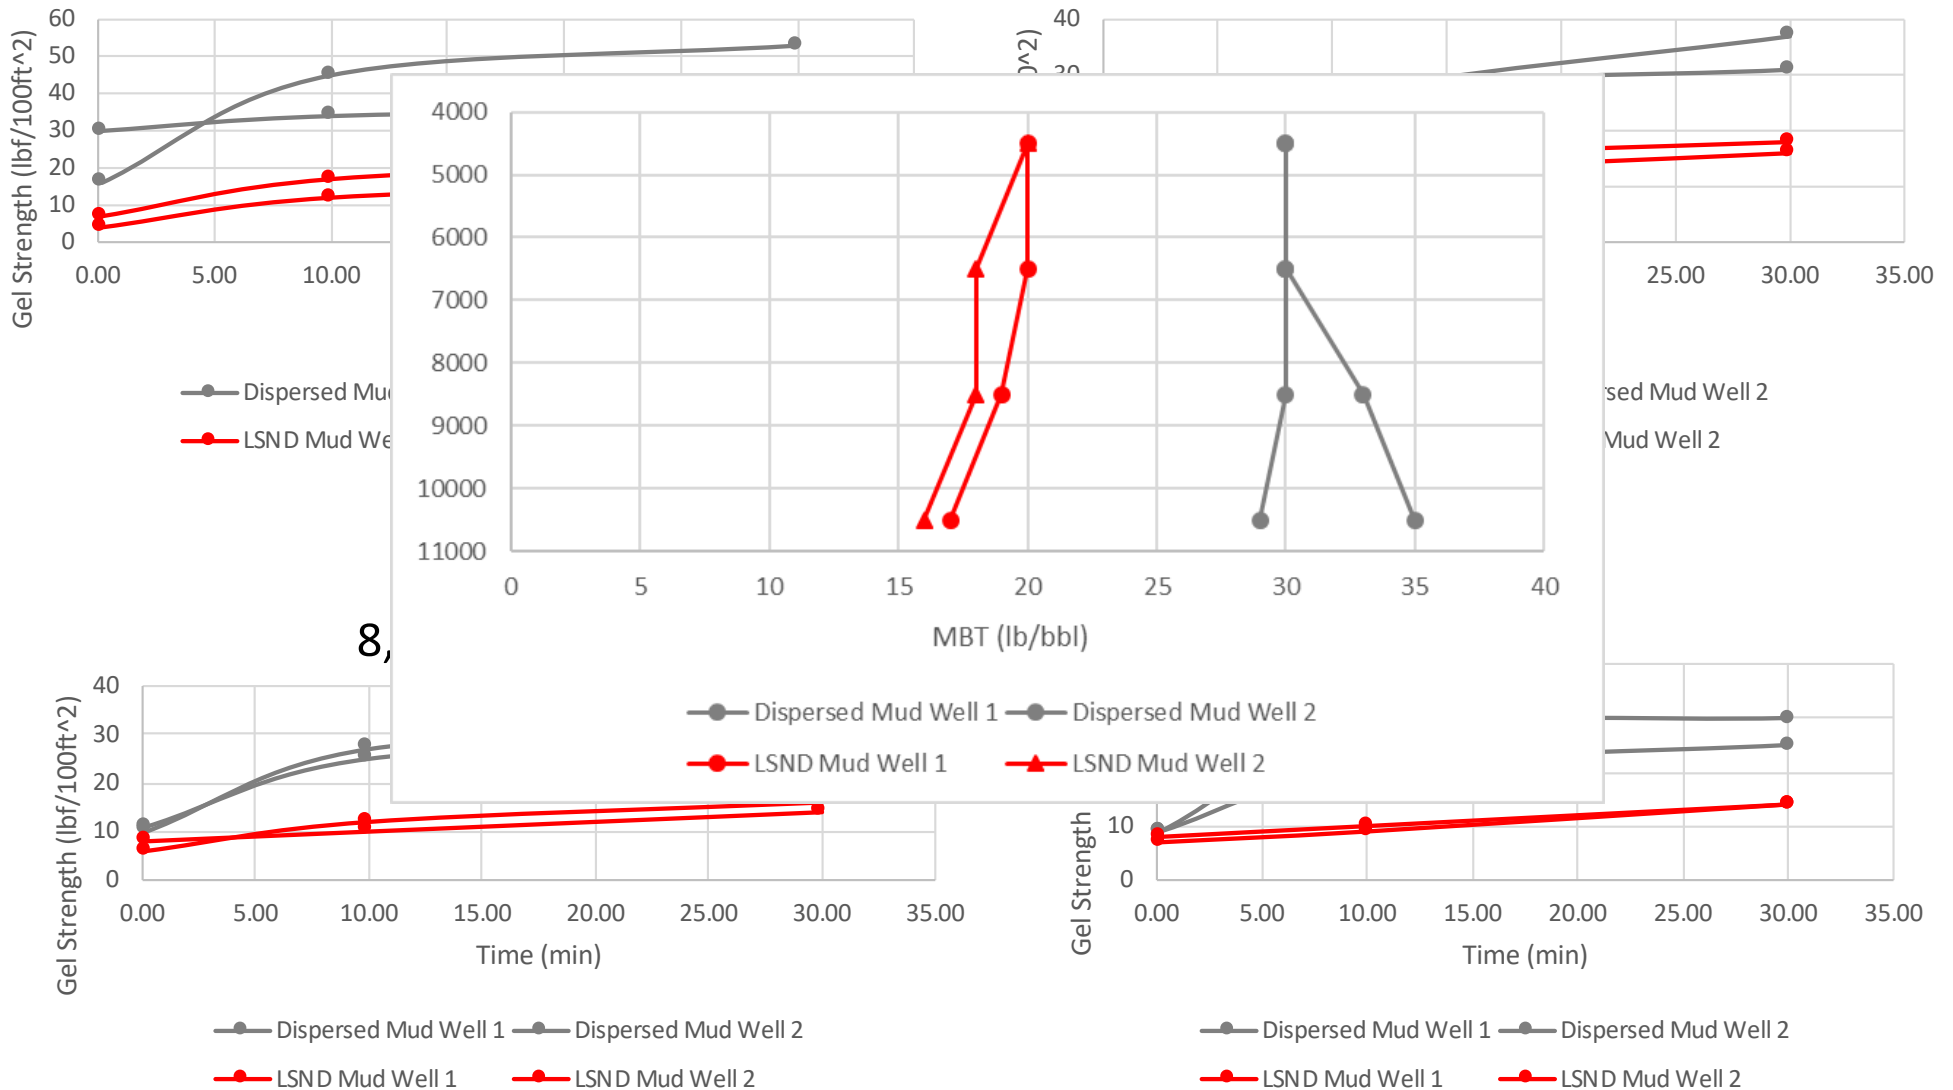 60
50
40
30
20
10
0
Gel Strength (lbf/100ft^2)
0.00 5.00 10.00
Dispersed Mu
LSND Mud We
40
30
0^2)
25.00 30.00 35.00
rsed Mud Well 2
Mud Well 2
4000
5000
6000
7000
8000
9000
10000
11000
0 5 10 15 20 25 30 35 40
MBT (lb/bbl)
Dispersed Mud Well 1 Dispersed Mud Well 2
LSND Mud Well 1 LSND Mud Well 2
8,
40
30
20
10
0
Gel Strength (lbf/100ft^2)
0.00 5.00 10.00 15.00 20.00 25.00 30.00 35.00
Time (min)
Dispersed Mud Well 1 Dispersed Mud Well 2
LSND Mud Well 1 LSND Mud Well 2
10
0
Gel Strength
0.00 5.00 10.00 15.00 20.00 25.00 30.00 35.00
Time (min)
Dispersed Mud Well 1 Dispersed Mud Well 2
LSND Mud Well 1 LSND Mud Well 2